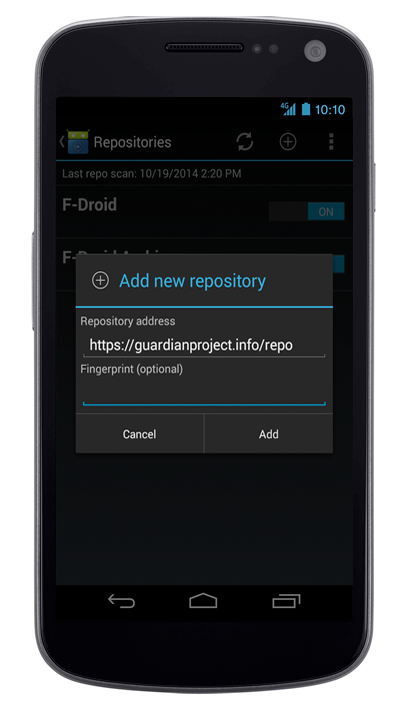 4G 10:10
Repositories
Last repo scan: 10/19/2014 2:20 PM
F-Droid
ON
Add new repository
Repository address
https://guardianproject.info/repo
Fingerprint (optional)
Cancel Add